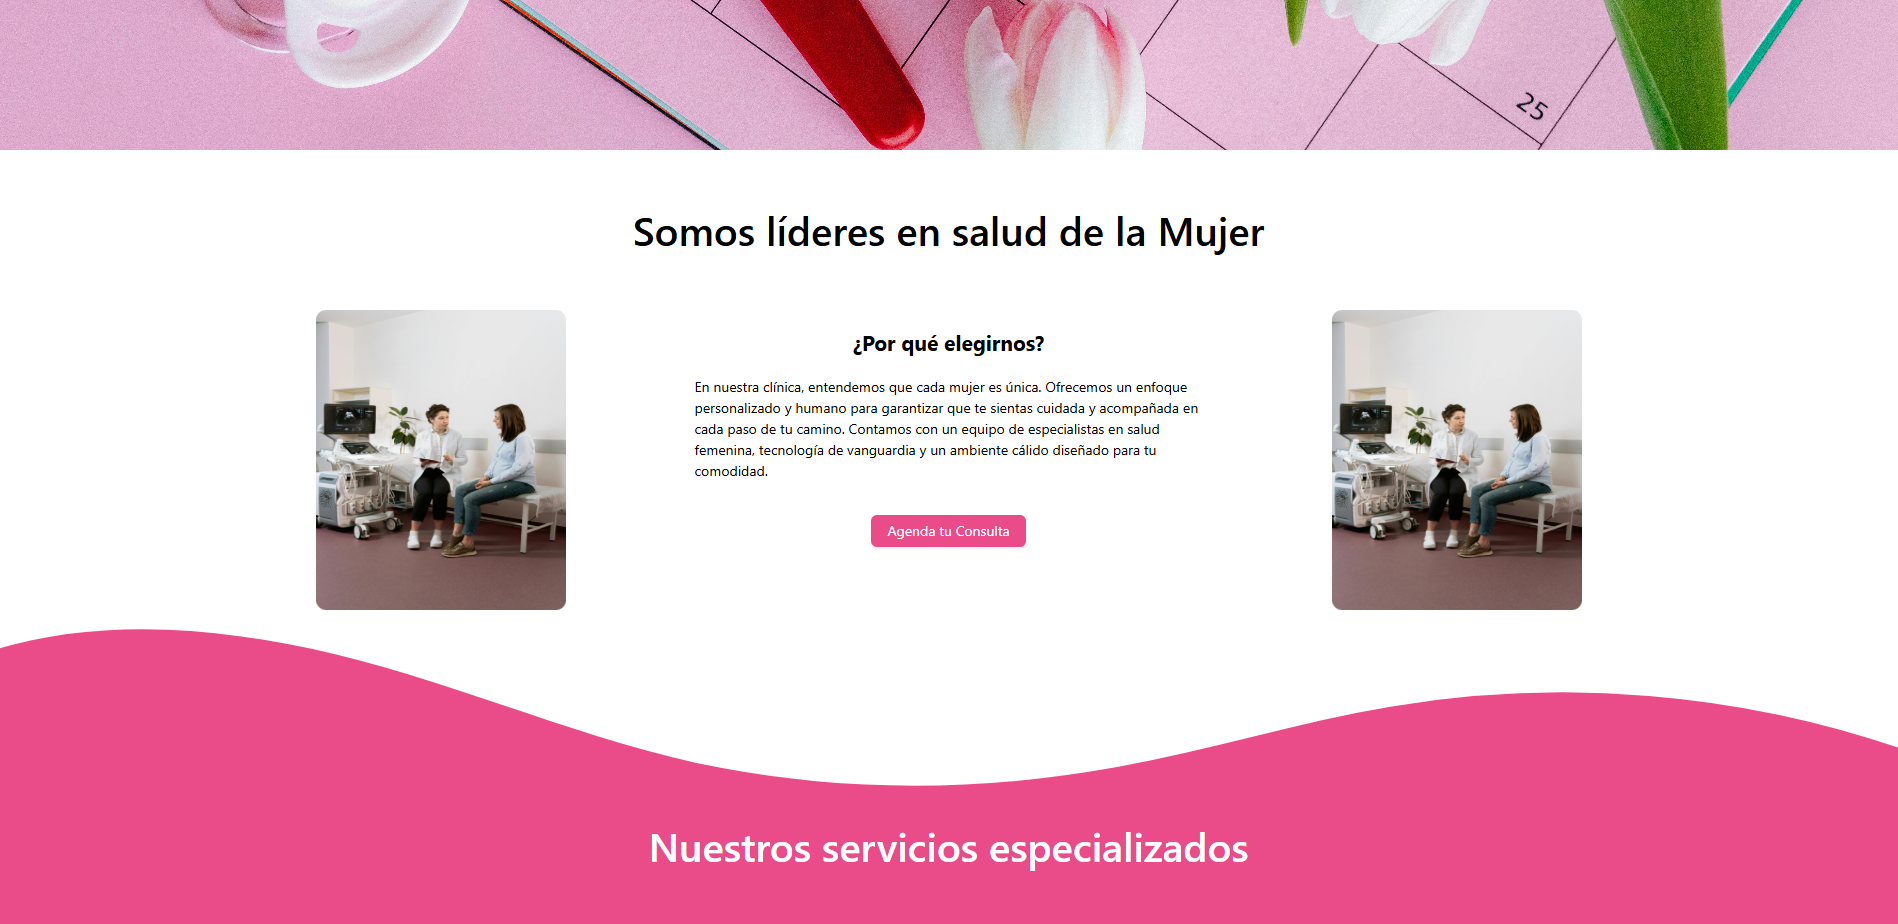 25
Somos líderes en salud de la Mujer
¿Por qué elegirnos?
En nuestra clínica, entendemos que cada mujer es única. Ofrecemos un enfoque
personalizado y humano para garantizar que te sientas cuidada y acompañada en
cada paso de tu camino. Contamos con un equipo de especialistas en salud
femenina, tecnología de vanguardia y un ambiente cálido diseñado para tu
comodidad.
Agenda tu Consulta
Nuestros servicios especializados